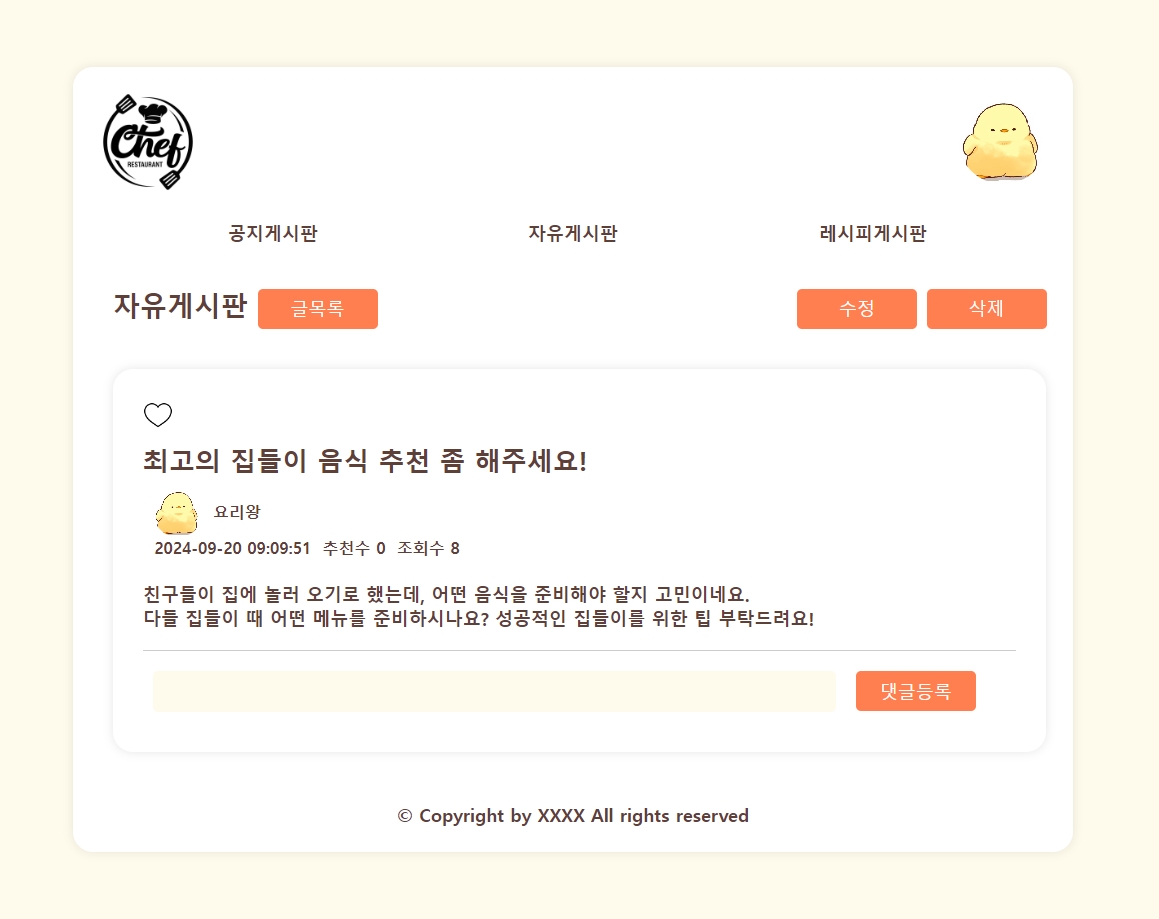 Chef
RESTAURANT
공지게시판 자유게시판 레시피게시판
자유게시판 글목록 수정 삭제
최고의 집들이 음식 추천 좀 해주세요!
요리왕
2024-09-20 09:09:51 추천수 0 조회수 8
친구들이 집에 놀러 오기로 했는데, 어떤 음식을 준비해야 할지 고민이네요.
다들 집들이 때 어떤 메뉴를 준비하시나요? 성공적인 집들이를 위한 팁 부탁드려요!
댓글등록
© Copyright by XXXX All rights reserved